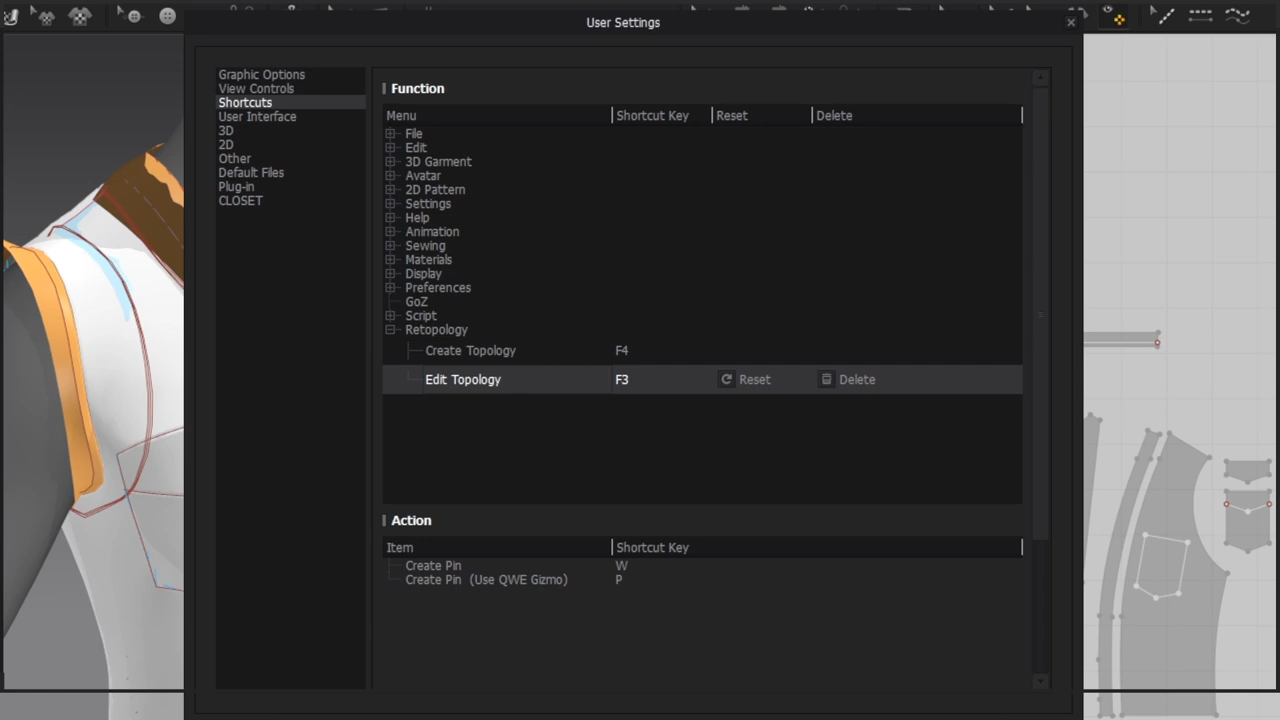 User Settings
Graphic Options
View Controls
Shortcuts
User Interface
3D
2D
Other
Default Files
Plug-in
CLOSET
Function
Menu Shortcut Key Reset Delete
File
Edit
3D Garment
Avatar
2D Pattern
Settings
Help
Animation
Sewing
Materials
Display
Preferences
GoZ
Script
Retopology
Create Topology F4
Edit Topology F3 Reset Delete
Action
Item Shortcut Key
Create Pin W
Create Pin (Use QWE Gizmo) P